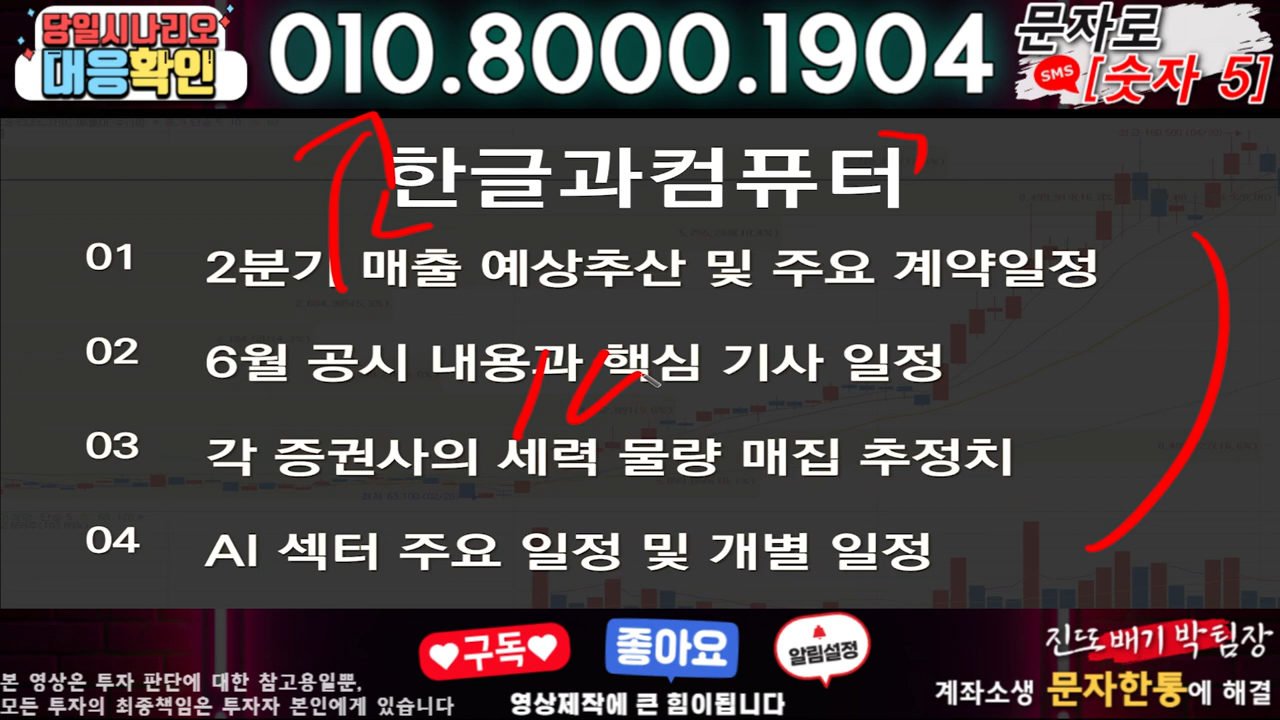 당일시나리오
대응확인
010.8000.1904
문자로
SMS
[숫자 5]
한글과컴퓨터
01
2분기 매출 예상추산 및 주요 계약일정
02
6월 공시 내용과 핵심 기사 일정
03
각 증권사의 세력 물량 매집 추정치
04
AI 섹터 주요 일정 및 개별 일정
구독
좋아요
알림설정
진또배기 박팀장
본 영상은 투자 판단에 대한 참고용일뿐,
모든 투자의 최종책임은 투자자 본인에게 있습니다
영상제작에 큰 힘이됩니다
계좌소생 문자한통에 해결